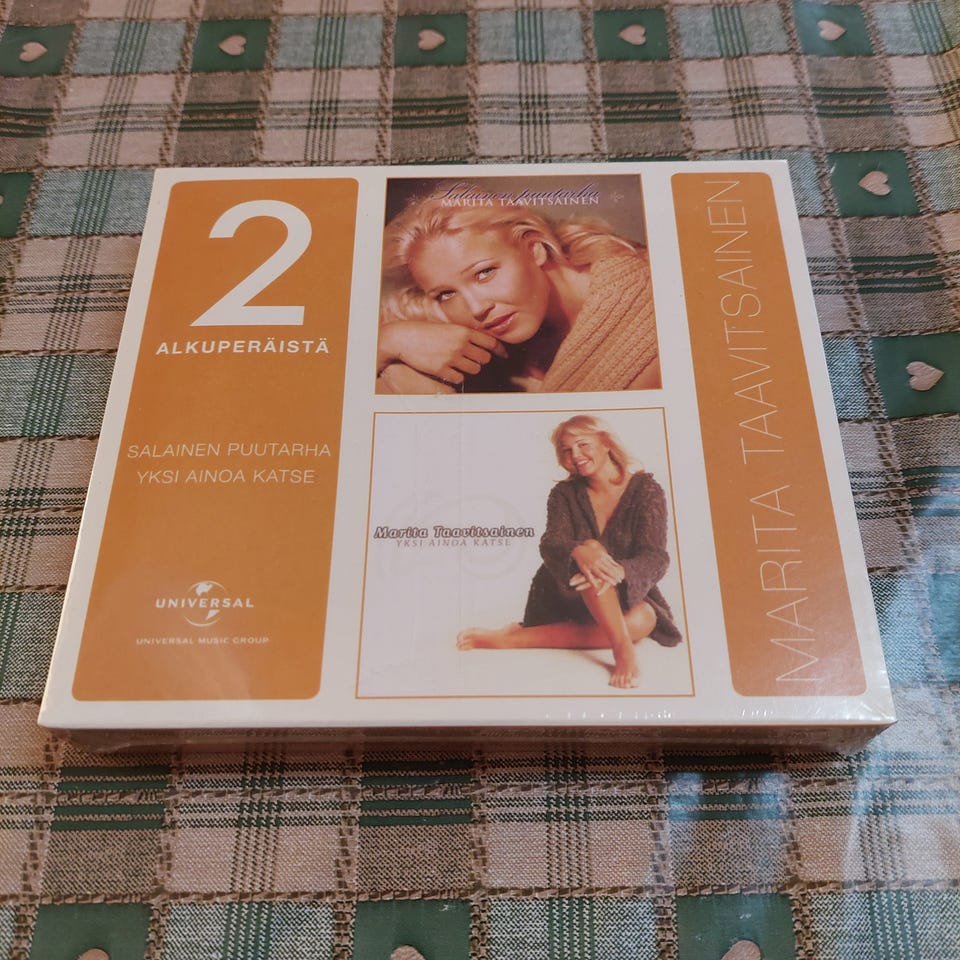 2
ALKUPERÄISTÄ
SALAINEN PUUTARHA
YKSI AINOA KATSE
UNIVERSAL
UNIVERSAL MUSIC GROUP
Salainen puutarha
MARITA TAAVITSAINEN
Marita Taavitsainen
YKSI AINOA KATSE
MARITA TAAVITSAINEN